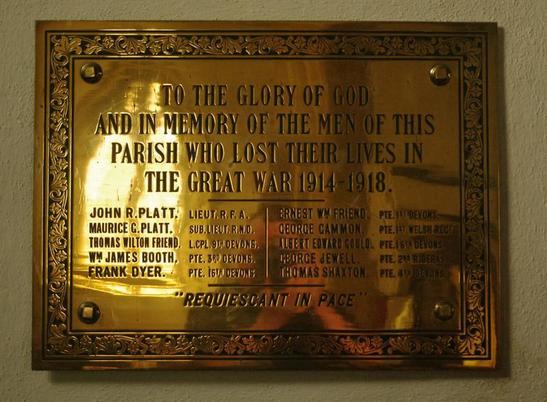 TO THE GLORY OF GOD
AND IN MEMORY OF THE MEN OF THIS
PARISH WHO LOST THEIR LIVES IN
THE GREAT WAR 1914-1918.
JOHN R. PLATT. LIEUT. R.F.A.
MAURICE G. PLATT. SUB. LIEUT. R.N.D.
THOMAS WILTON FRIEND. L.CPL. 9TH DEVONS.
WM JAMES BOOTH. PTE. 3RD DEVONS.
FRANK DYER. PTE. 16TH DEVONS
ERNEST WM FRIEND. PTE. 1ST DEVONS.
GEORGE CAMMON. PTE. 1ST WELSH REGT
ALBERT EDWARD GOULD. PTE. DEVONS.
GEORGE JEWELL. PTE. 2ND
THOMAS SHAXTON. PTE. DEVONS.
"REQUIESCANT IN PACE"